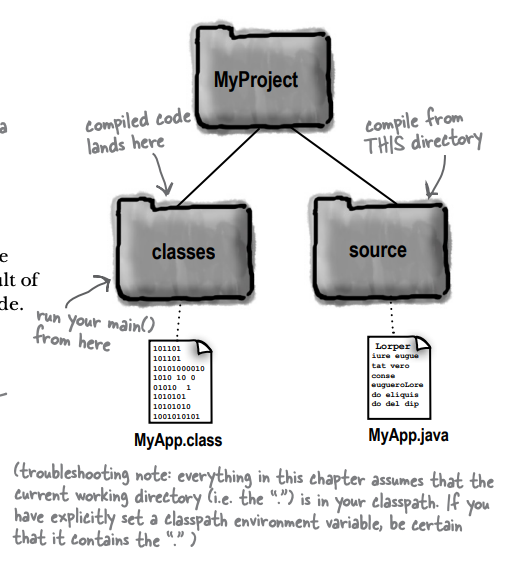 MyProject
a
compiled code
lands here
compile from
THIS directory
classes
source
e
ult of
de.
run your main()
from here
101101
101101
10101000010
1010 10 0
01010 1
1010101
10101010
1001010101
MyApp.class
Lorper
iure eugue
tat vero
conse
eugueroLore
do eliquis
do del dip
MyApp.java
(troubleshooting note: everything in this chapter assumes that the
current working directory (i.e. the “.”) is in your classpath. If you
have explicitly set a classpath environment variable, be certain
that it contains the “.” )